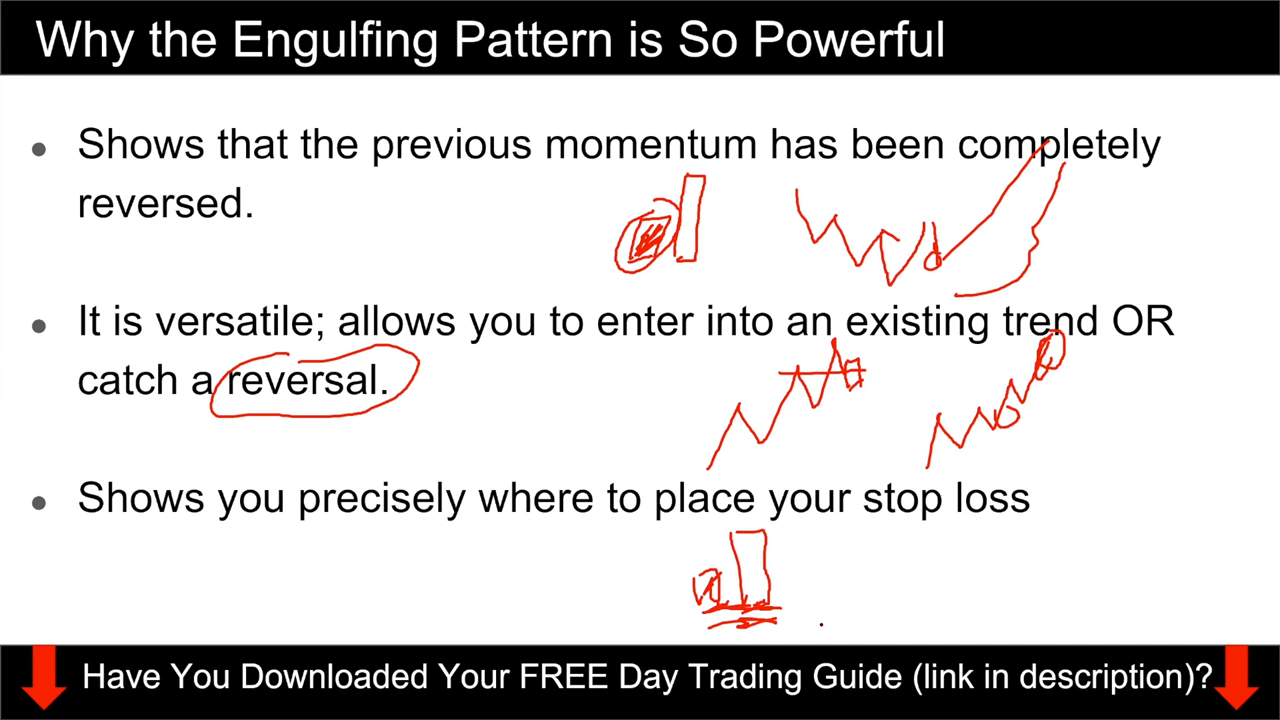 Why the Engulfing Pattern is So Powerful
• Shows that the previous momentum has been completely
reversed.
• It is versatile; allows you to enter into an existing trend OR
catch a reversal.
• Shows you precisely where to place your stop loss
Have You Downloaded Your FREE Day Trading Guide (link in description)?